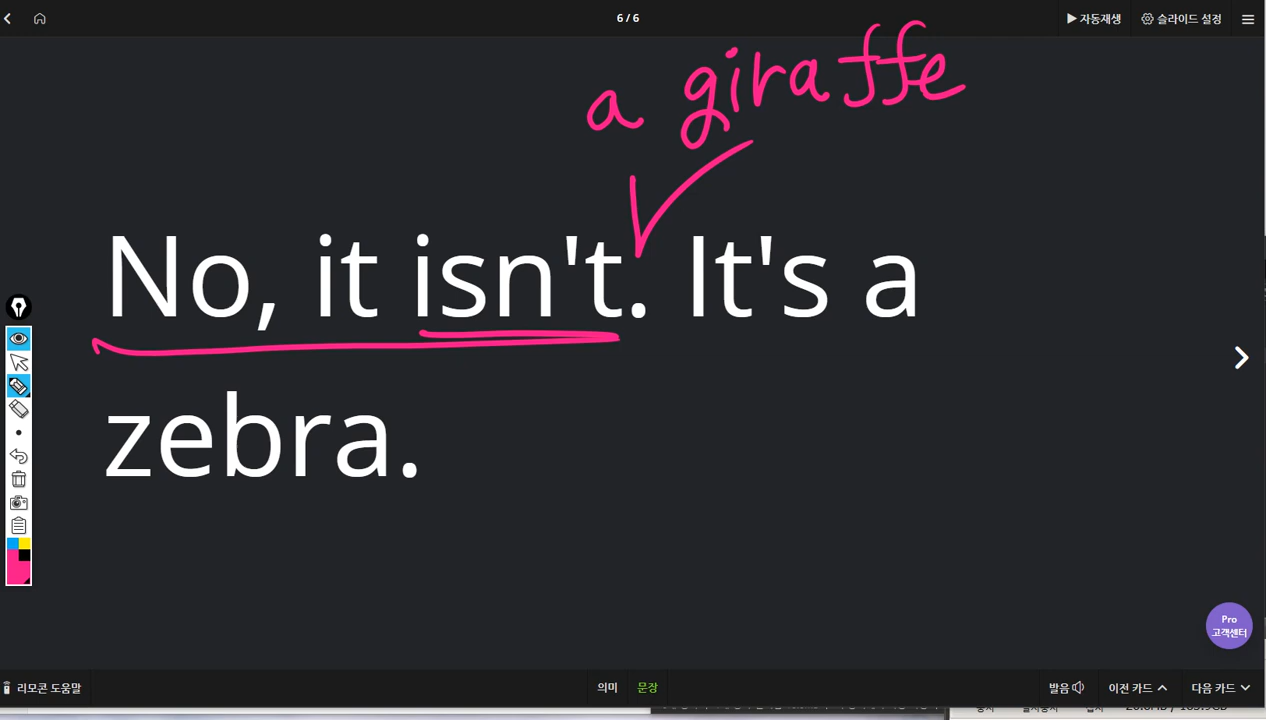 6 / 6
자동재생
슬라이드 설정
a giraffe
No, it isn't. It's a
zebra.
Pro
고객센터
리모콘 도움말
의미
문장
발음
이전 카드
다음 카드